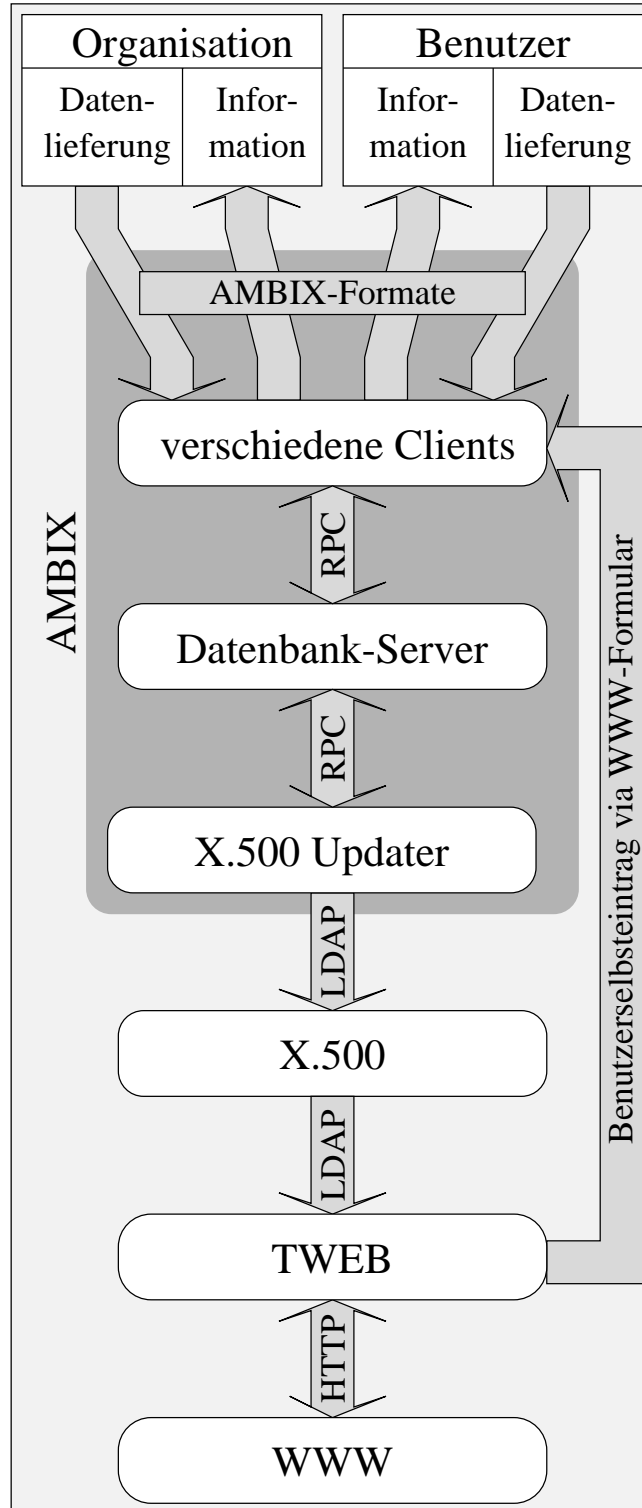 Organisation
Benutzer
Daten-
lieferung
Infor-
mation
Infor-
mation
Daten-
lieferung
AMBIX-Formate
verschiedene Clients
RPC
AMBIX
Datenbank-Server
RPC
X.500 Updater
LDAP
X.500
LDAP
TWEB
HTTP
WWW
Benutzerselbsteintrag via WWW-Formular